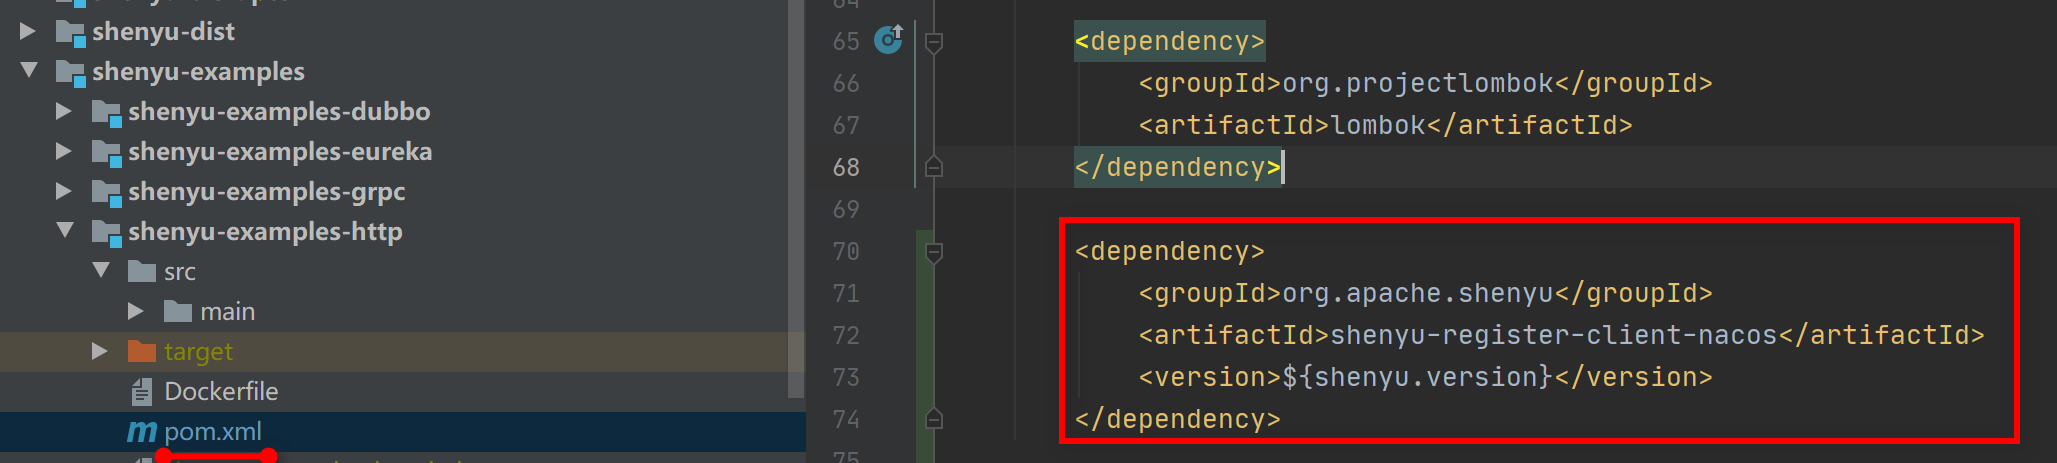 shenyu-dist
shenyu-examples
shenyu-examples-dubbo
shenyu-examples-eureka
shenyu-examples-grpc
shenyu-examples-http
src
main
target
Dockerfile
m pom.xml
64
65 <dependency>
66 <groupId>org.projectlombok</groupId>
67 <artifactId>lombok</artifactId>
68 </dependency>
69
70 <dependency>
71 <groupId>org.apache.shenyu</groupId>
72 <artifactId>shenyu-register-client-nacos</artifactId>
73 <version>${shenyu.version}</version>
74 </dependency>
75